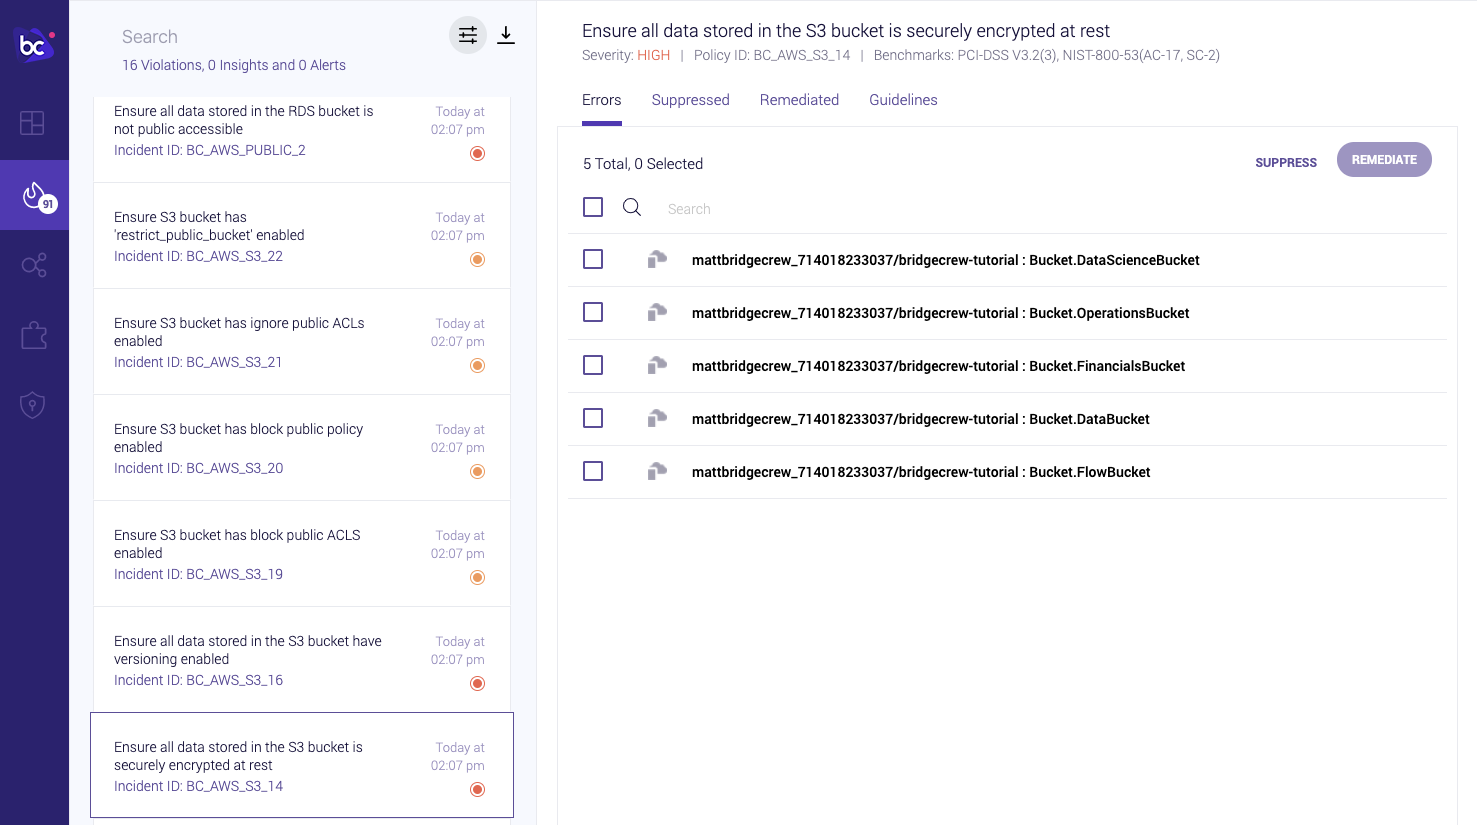 bc
91
Search
16 Violations, 0 Insights and 0 Alerts
Ensure all data stored in the RDS bucket is
not public accessible
Incident ID: BC_AWS_PUBLIC_2
Today at
02:07 pm
Ensure S3 bucket has
'restrict_public_bucket' enabled
Incident ID: BC_AWS_S3_22
Today at
02:07 pm
Ensure S3 bucket has ignore public ACLs
enabled
Incident ID: BC_AWS_S3_21
Today at
02:07 pm
Ensure S3 bucket has block public policy
enabled
Incident ID: BC_AWS_S3_20
Today at
02:07 pm
Ensure S3 bucket has block public ACLS
enabled
Incident ID: BC_AWS_S3_19
Today at
02:07 pm
Ensure all data stored in the S3 bucket have
versioning enabled
Incident ID: BC_AWS_S3_16
Today at
02:07 pm
Ensure all data stored in the S3 bucket is
securely encrypted at rest
Incident ID: BC_AWS_S3_14
Today at
02:07 pm
Ensure all data stored in the S3 bucket is securely encrypted at rest
Severity: HIGH | Policy ID: BC_AWS_S3_14 | Benchmarks: PCI-DSS V3.2(3), NIST-800-53(AC-17, SC-2)
Errors Suppressed Remediated Guidelines
5 Total, 0 Selected
SUPPRESS REMEDIATE
Search
mattbridgecrew_714018233037/bridgecrew-tutorial : Bucket.DataScienceBucket
mattbridgecrew_714018233037/bridgecrew-tutorial : Bucket.OperationsBucket
mattbridgecrew_714018233037/bridgecrew-tutorial : Bucket.FinancialsBucket
mattbridgecrew_714018233037/bridgecrew-tutorial : Bucket.DataBucket
mattbridgecrew_714018233037/bridgecrew-tutorial : Bucket.FlowBucket